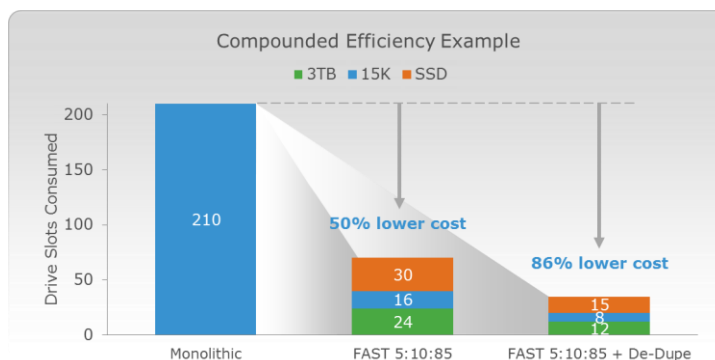 Compounded Efficiency Example
3TB 15K SSD
Drive Slots Consumed
200
150
100
50
0
210
50% lower cost
30
16
24
86% lower cost
15
8
12
Monolithic FAST 5:10:85 FAST 5:10:85 + De-Dupe